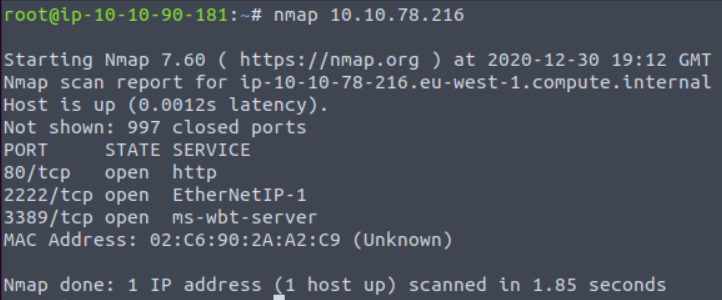 root@ip-10-10-90-181:~# nmap 10.10.78.216
Starting Nmap 7.60 ( https://nmap.org ) at 2020-12-30 19:12 GMT
Nmap scan report for ip-10-10-78-216.eu-west-1.compute.internal
Host is up (0.0012s latency).
Not shown: 997 closed ports
PORT     STATE SERVICE
80/tcp   open  http
2222/tcp open  EtherNetIP-1
3389/tcp open  ms-wbt-server
MAC Address: 02:C6:90:2A:A2:C9 (Unknown)
Nmap done: 1 IP address (1 host up) scanned in 1.85 seconds